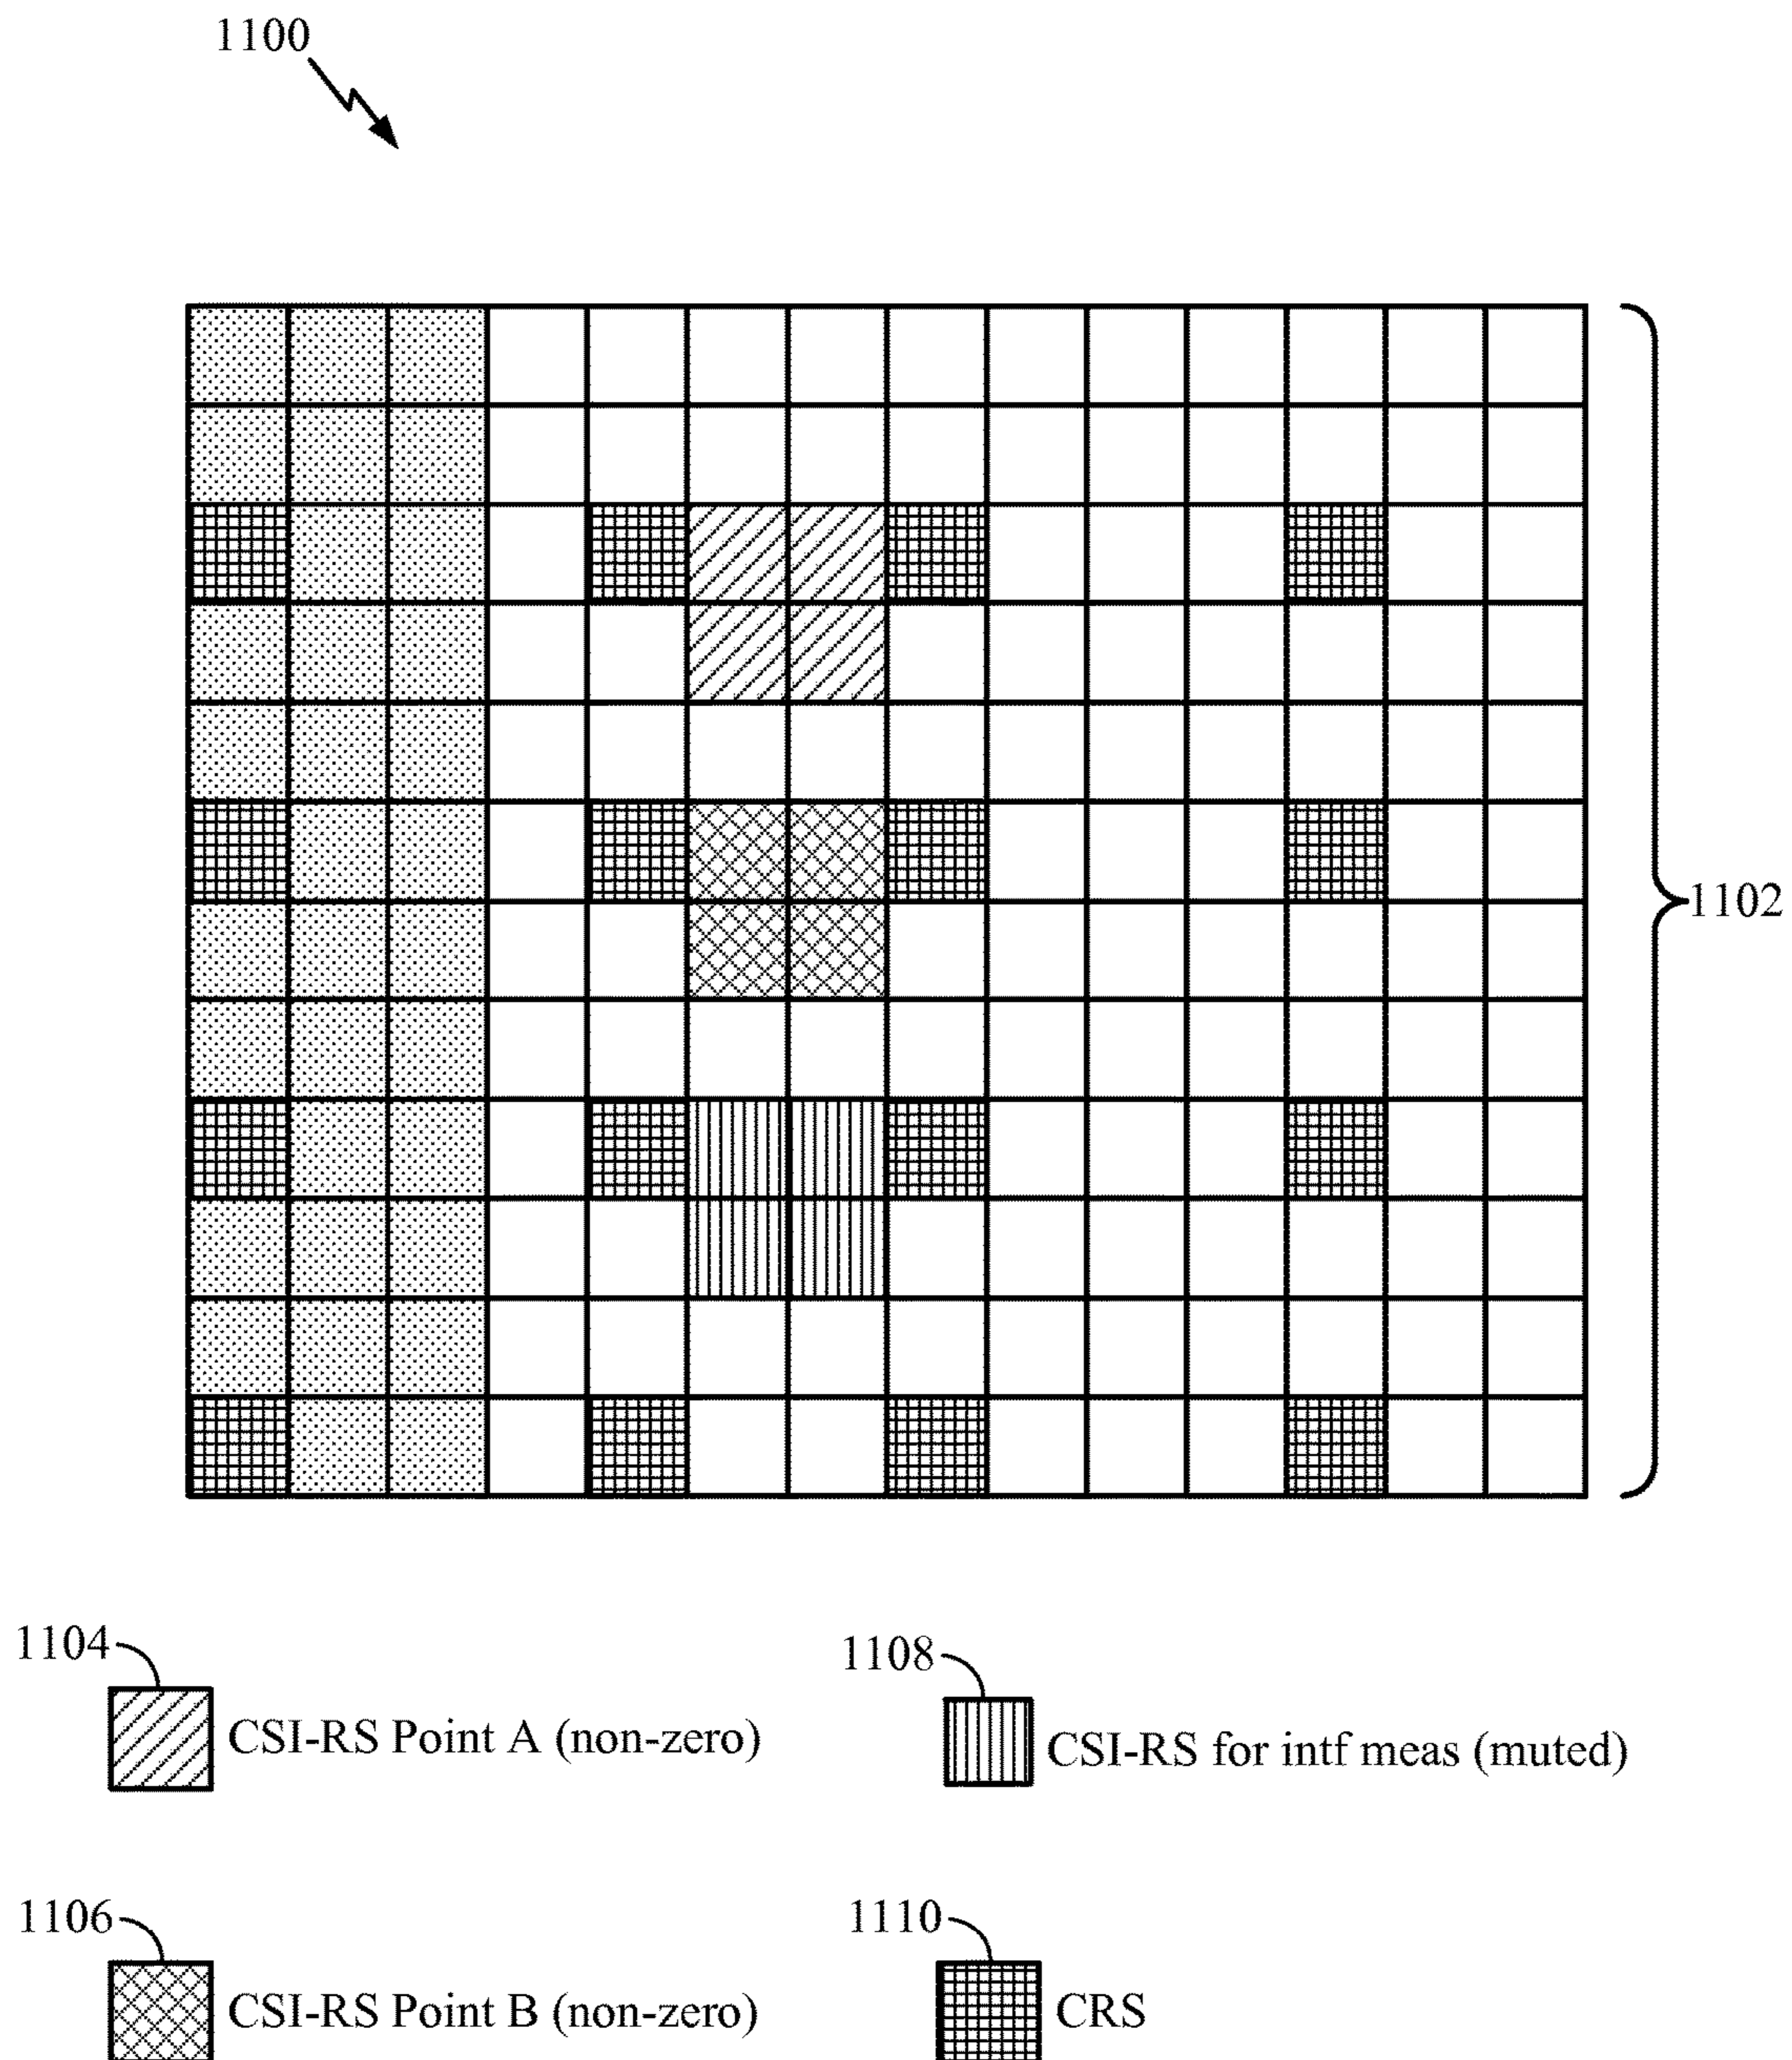 1100
1102
1104
CSI-RS Point A (non-zero)
1108
CSI-RS for intf meas (muted)
1106
CSI-RS Point B (non-zero)
1110
CRS